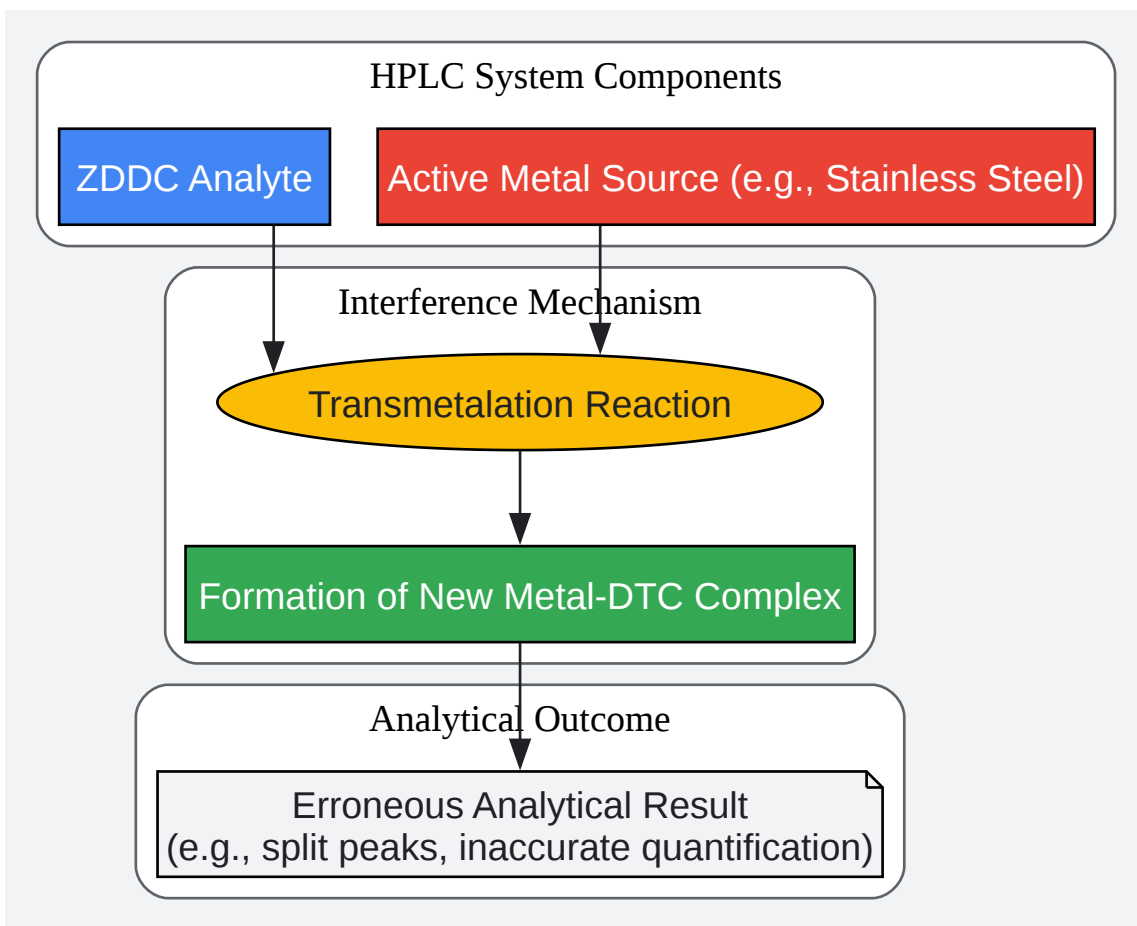 HPLC System Components
ZDDC Analyte
Active Metal Source (e.g., Stainless Steel)
Interference Mechanism
Transmetalation Reaction
Formation of New Metal-DTC Complex
Analytical Outcome
Erroneous Analytical Result
(e.g., split peaks, inaccurate quantification)